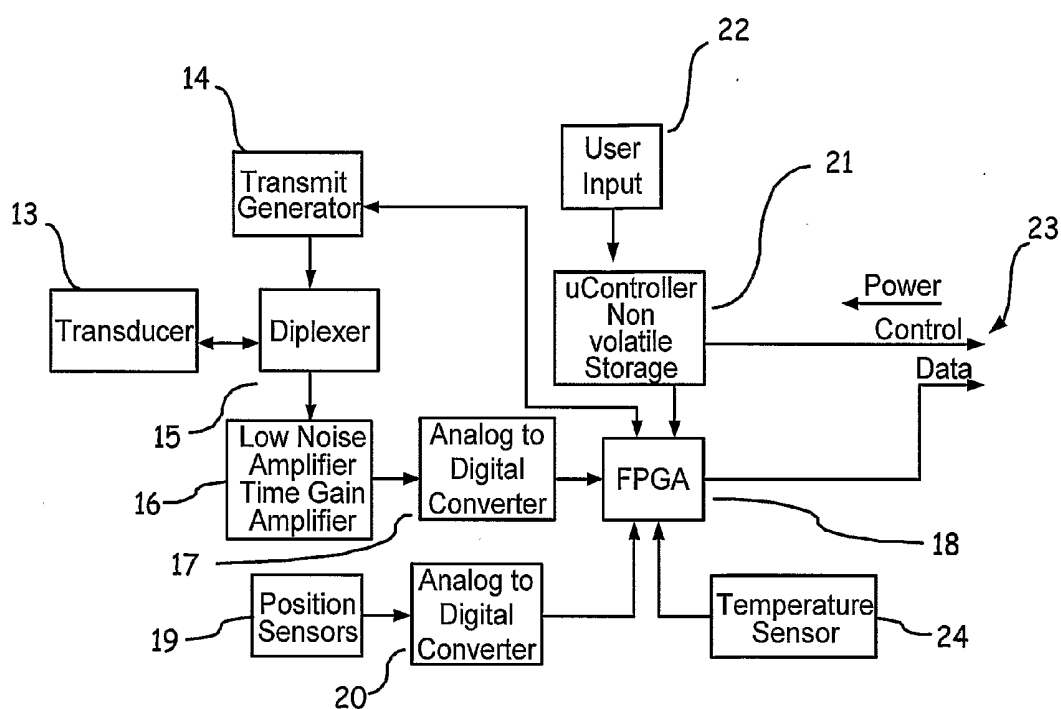 22
14
User
Input
21
Transmit
Generator
13
23
uController
Non
volatile
Storage
Power
Transducer
Diplexer
Control
Data
15
Low Noise
Amplifier
Time Gain
Amplifier
Analog to
Digital
Converter
FPGA
16
17
18
Position
Sensors
Analog to
Digital
Converter
Temperature
Sensor
19
24
20